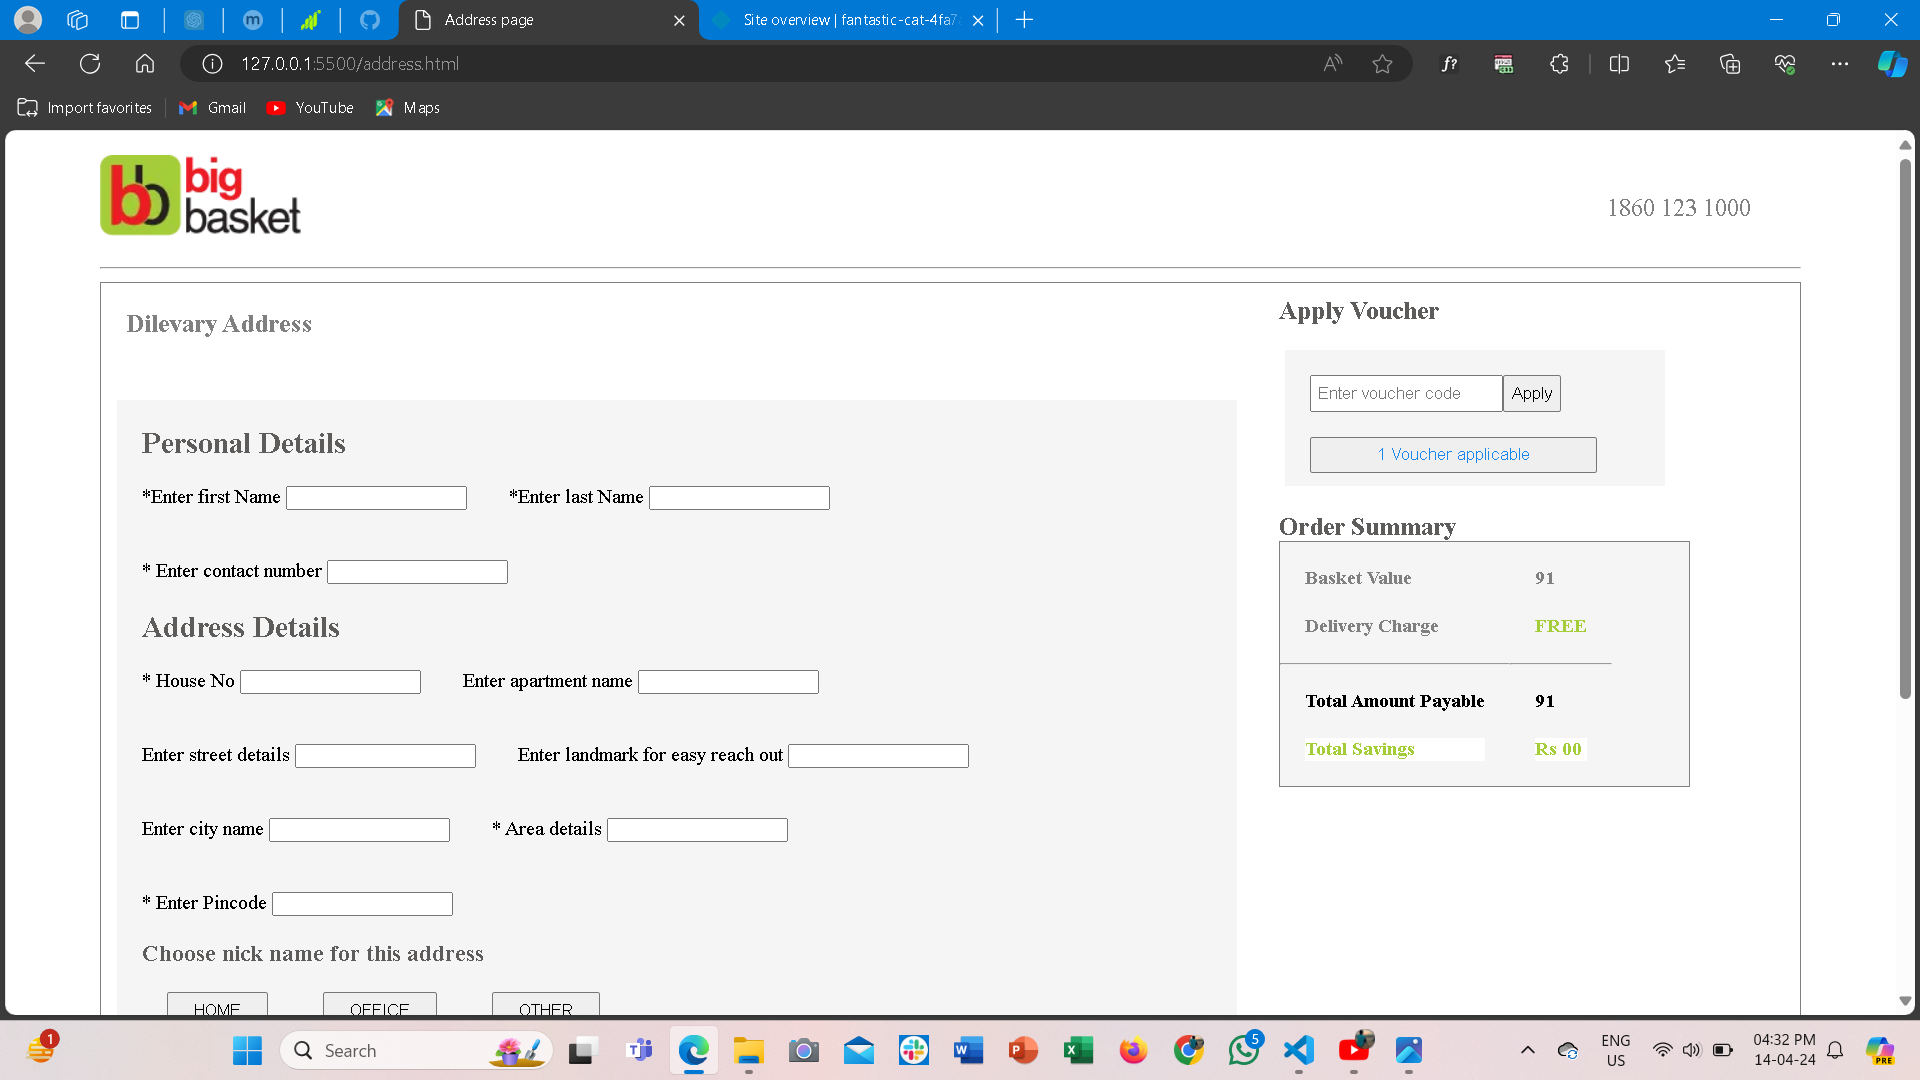 Address page
Site overview | fantastic-cat-4fa7
127.0.0.1:5500/address.html
Import favorites
Gmail
YouTube
Maps
big
basket
1860 123 1000
Dilevary Address
Apply Voucher
Enter voucher code Apply
1 Voucher applicable
Personal Details
*Enter first Name *Enter last Name
* Enter contact number
Order Summary
Basket Value 91
Delivery Charge FREE
Total Amount Payable 91
Total Savings Rs 00
Address Details
* House No Enter apartment name
Enter street details Enter landmark for easy reach out
Enter city name * Area details
* Enter Pincode
Choose nick name for this address
HOME OFFICE OTHER
1
Search
5
ENG
US
04:32 PM
14-04-24
PRE